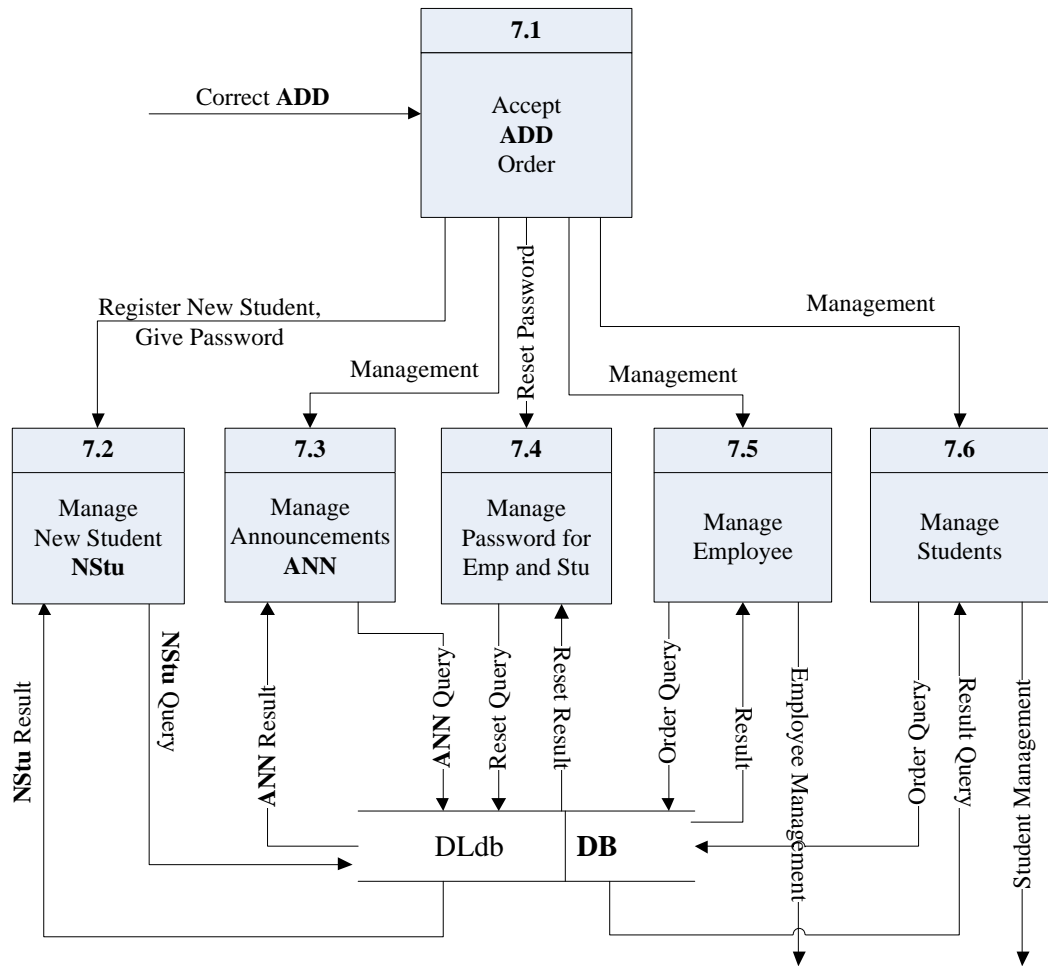 7.1
Correct ADD
Accept
ADD
Order
Register New Student,
Give Password
Management
Reset Password
Management
Management
7.2
Manage
New Student
NStu
7.3
Manage
Announcements
ANN
7.4
Manage
Password for
Emp and Stu
7.5
Manage
Employee
7.6
Manage
Students
NStu Result
NStu Query
ANN Result
ANN Query
Reset Query
Reset Result
Order Query
Result
Employee Management
Order Query
Result Query
Student Management
DLdb
DB